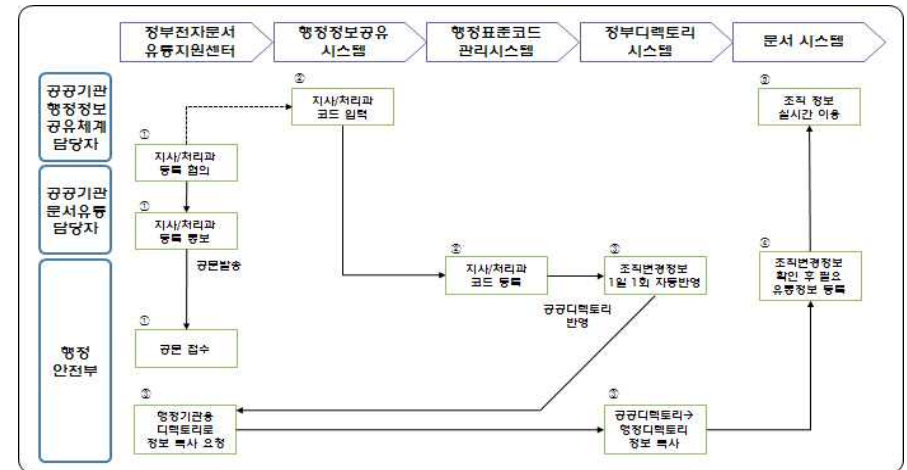 정부전자문서
유통지원센터
행정정보공유
시스템
행정표준코드
관리시스템
정부디렉토리
시스템
문서 시스템
공공기관
행정정보
공유체계
담당자
②
지사/처리과
코드 입력
⑤
조직 정보
실시간 이용
①
지사/처리과
등록 협의
공공기관
문서유통
담당자
①
지사/처리과
등록 통보
공문발송
행정
안전부
②
지사/처리과
코드 등록
③
조직변경정보
1일 1회 자동반영
④
조직변경정보
확인 후 필요
유통정보 등록
공공디렉토리
반영
①
공문 접수
③
행정기관용
디렉토리로
정보 복사 요청
③
공공디렉토리→
행정디렉토리
정보 복사